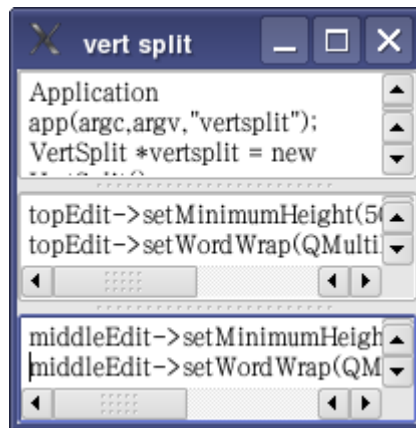 vert split
Application
app(argc,argv,"vertsplit");
VertSplit *vertsplit = new
topEdit->setMinimumHeight(50
topEdit->setWordWrap(QMulti
middleEdit->setMinimumHeigh
middleEdit->setWordWrap(QM